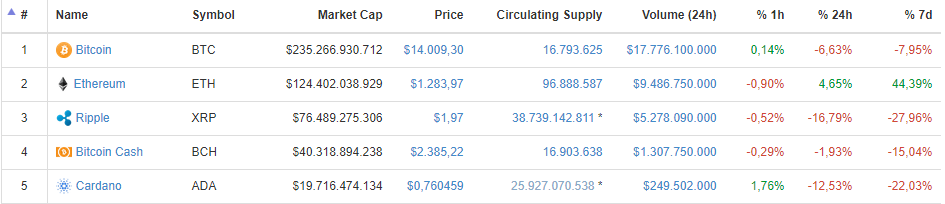 # Name Symbol Market Cap Price Circulating Supply Volume (24h) % 1h % 24h % 7d
1 Bitcoin BTC $235.266.930.712 $14.009,30 16.793.625 $17.776.100.000 0,14% -6,63% -7,95%
2 Ethereum ETH $124.402.038.929 $1.283,97 96.888.587 $9.486.750.000 -0,90% 4,65% 44,39%
3 Ripple XRP $76.489.275.306 $1,97 38.739.142.811 * $5.278.090.000 -0,52% -16,79% -27,96%
4 Bitcoin Cash BCH $40.318.894.238 $2.385,22 16.903.638 $1.307.750.000 -0,29% -1,93% -15,04%
5 Cardano ADA $19.716.474.134 $0,760459 25.927.070.538 * $249.502.000 1,76% -12,53% -22,03%